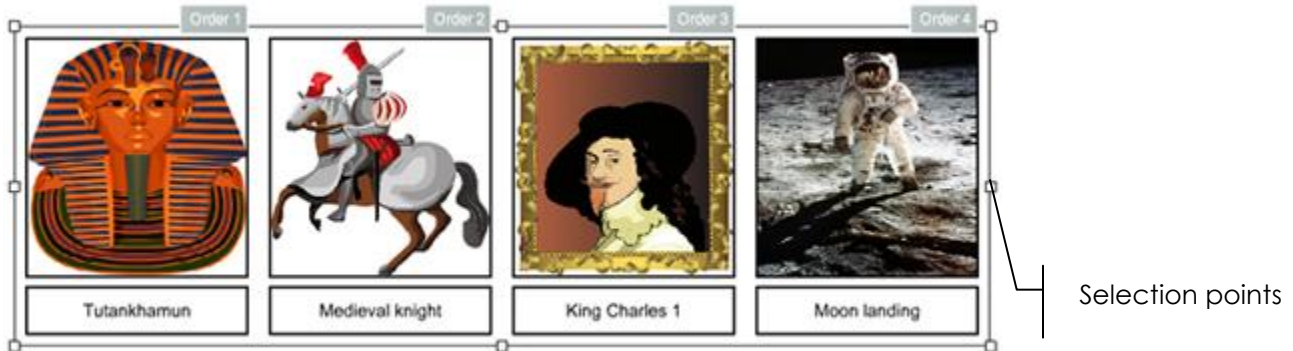 Order 1
Order 2
Order 3
Order 4
Tutankhamun
Medieval knight
King Charles 1
Moon landing
Selection points